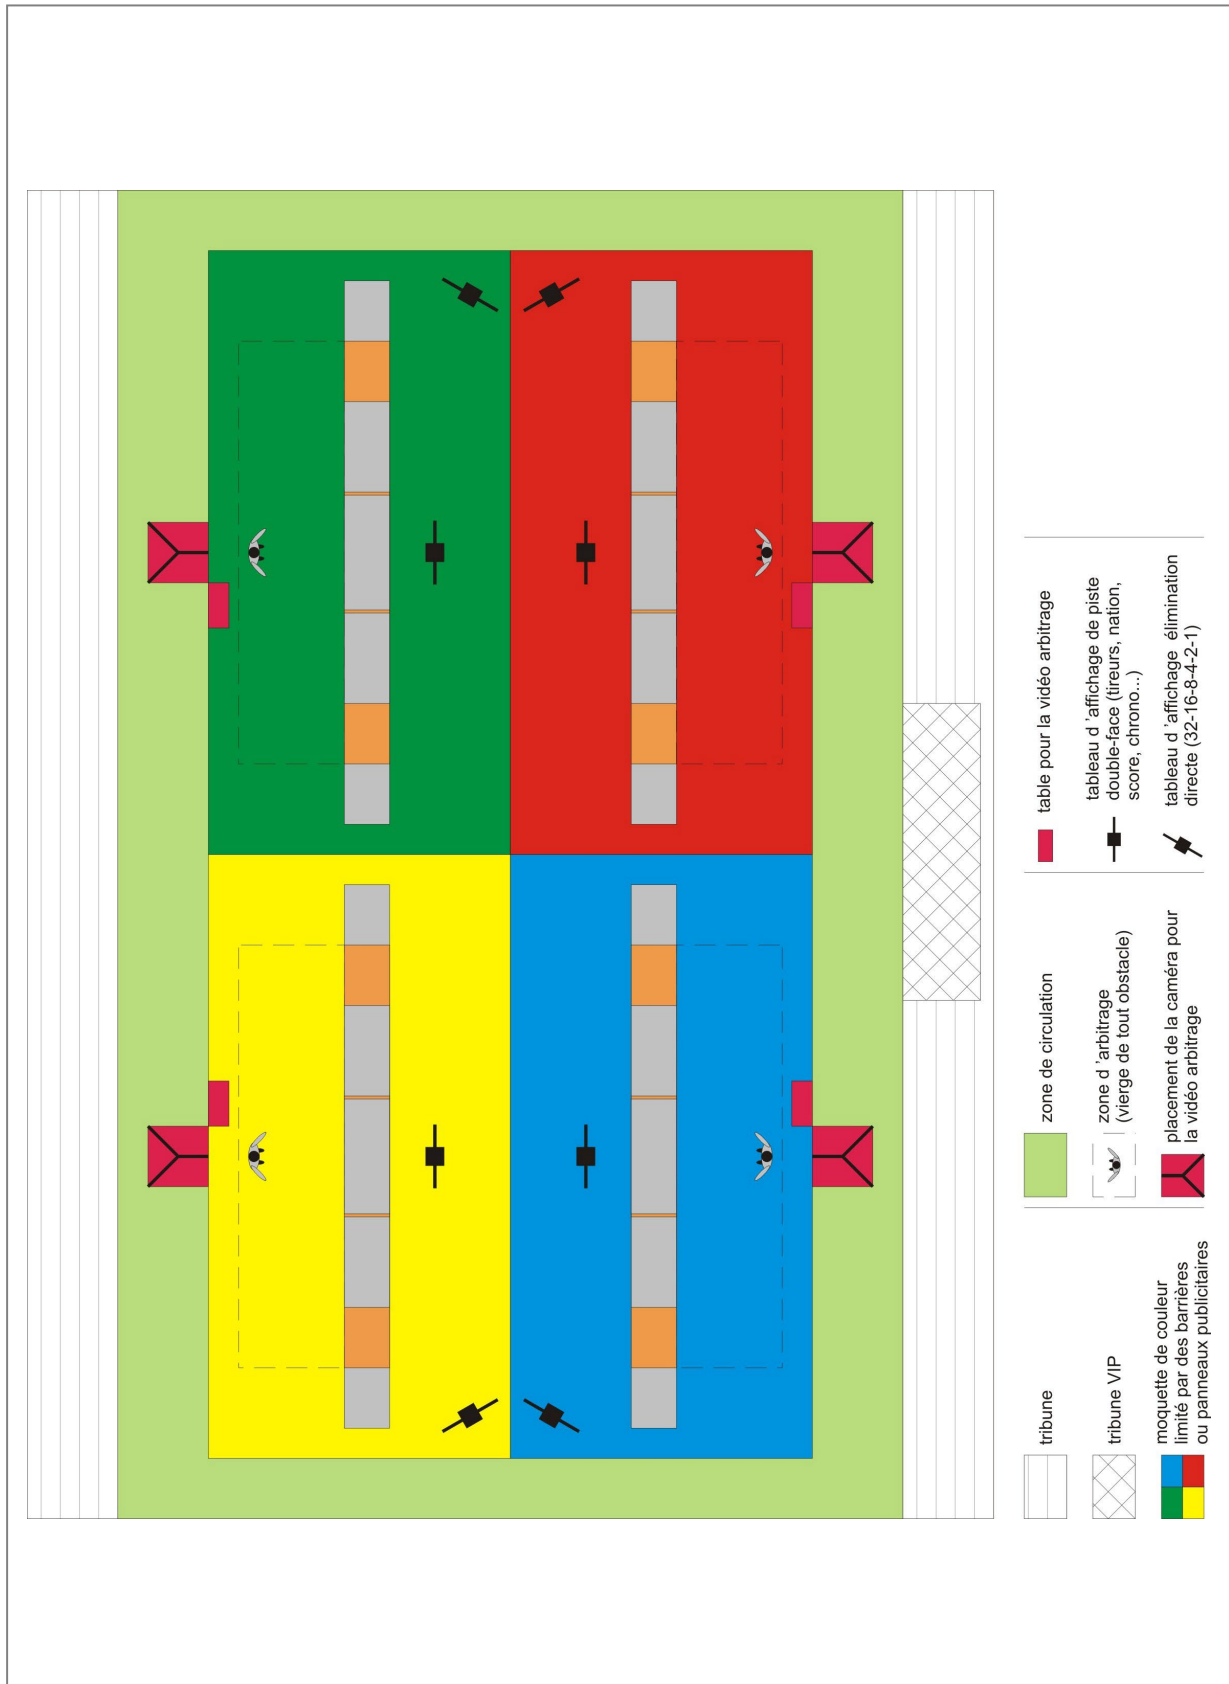 tribune
tribune VIP
moquette de couleur
limité par des barrières
ou panneaux publicitaires
zone de circulation
zone d 'arbitrage
(vierge de tout obstacle)
placement de la caméra pour
la vidéo arbitrage
table pour la vidéo arbitrage
tableau d 'affichage de piste
double-face (tireurs, nation,
score, chrono...)
tableau d 'affichage élimination
directe (32-16-8-4-2-1)